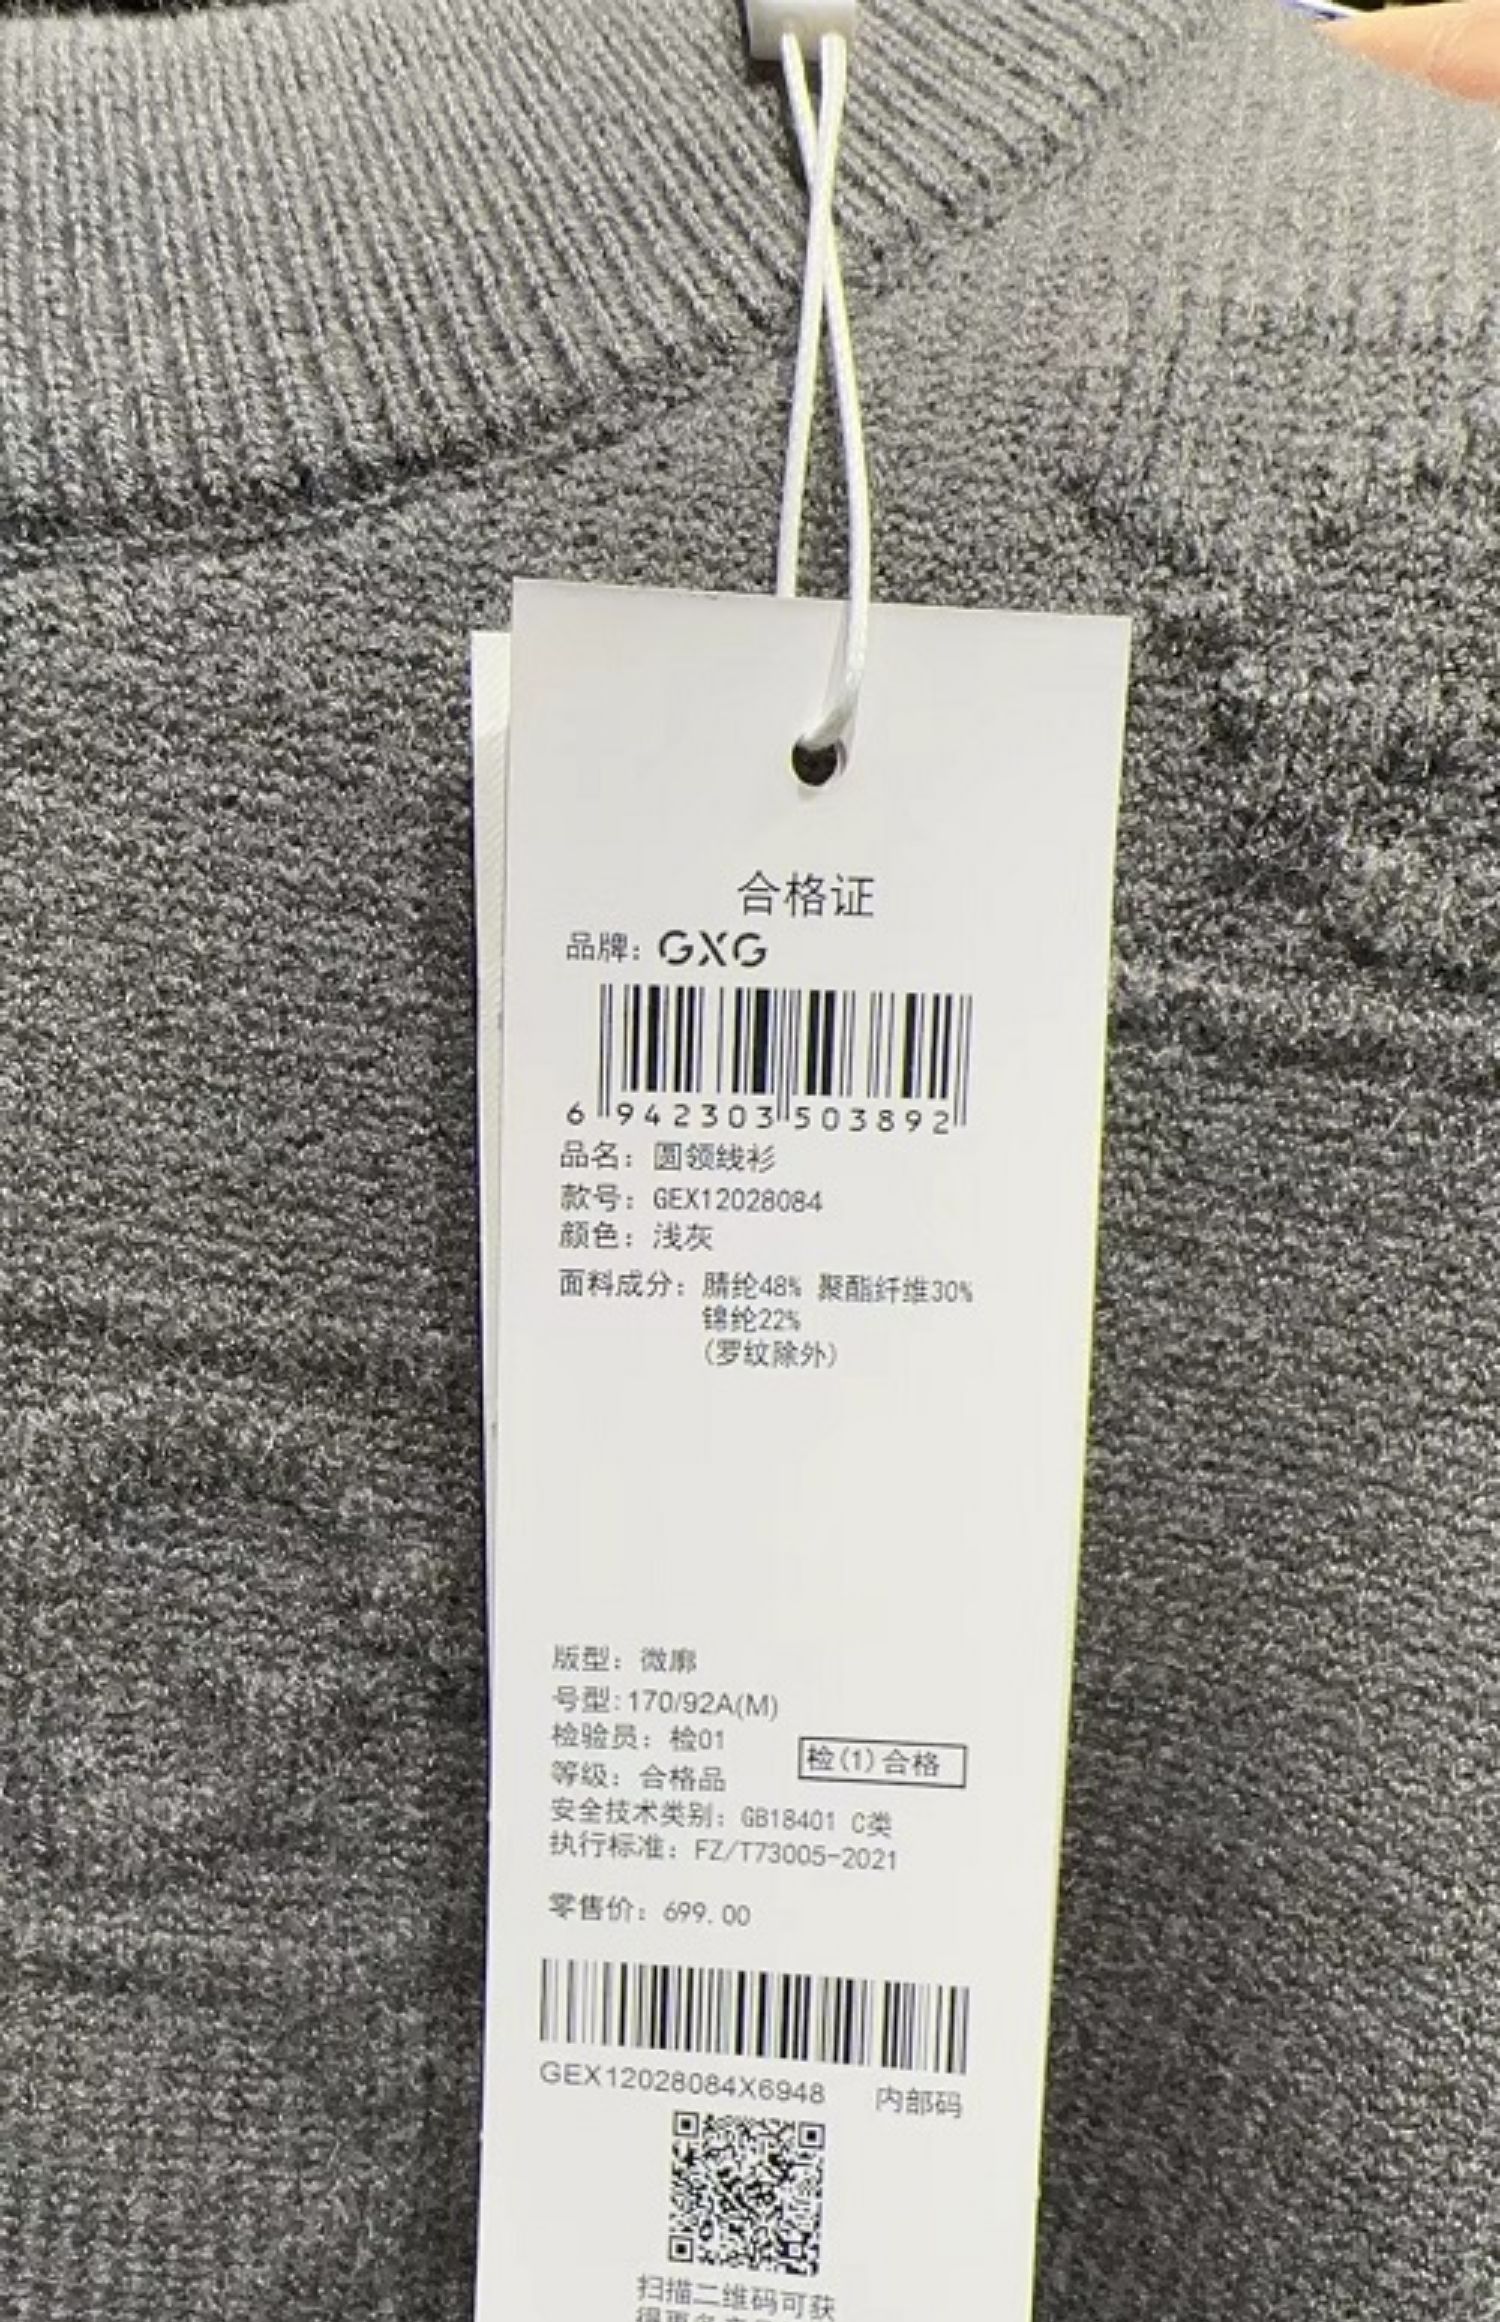 合格证
品牌：GXG
6 942303 503892
品名：圆领线衫
款号：GEX12028084
颜色：浅灰
面料成分：腈纶48% 聚酯纤维30%
锦纶22%
(罗纹除外)
版型：微廓
号型:170/92A(M)
检验员：检01
检(1)合格
等级：合格品
安全技术类别：GB18401 C类
执行标准：FZ/T73005-2021
零售价：699.00
GEX12028084X6948 内部码
扫描二维码可获